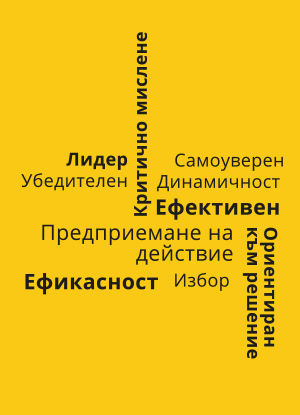 Критично мислене
Лидер
Самоуверен
Убедителен
Динамичност
Ефективен
Предприемане на
действие
Ориентиран
към решение
Ефикасност
Избор